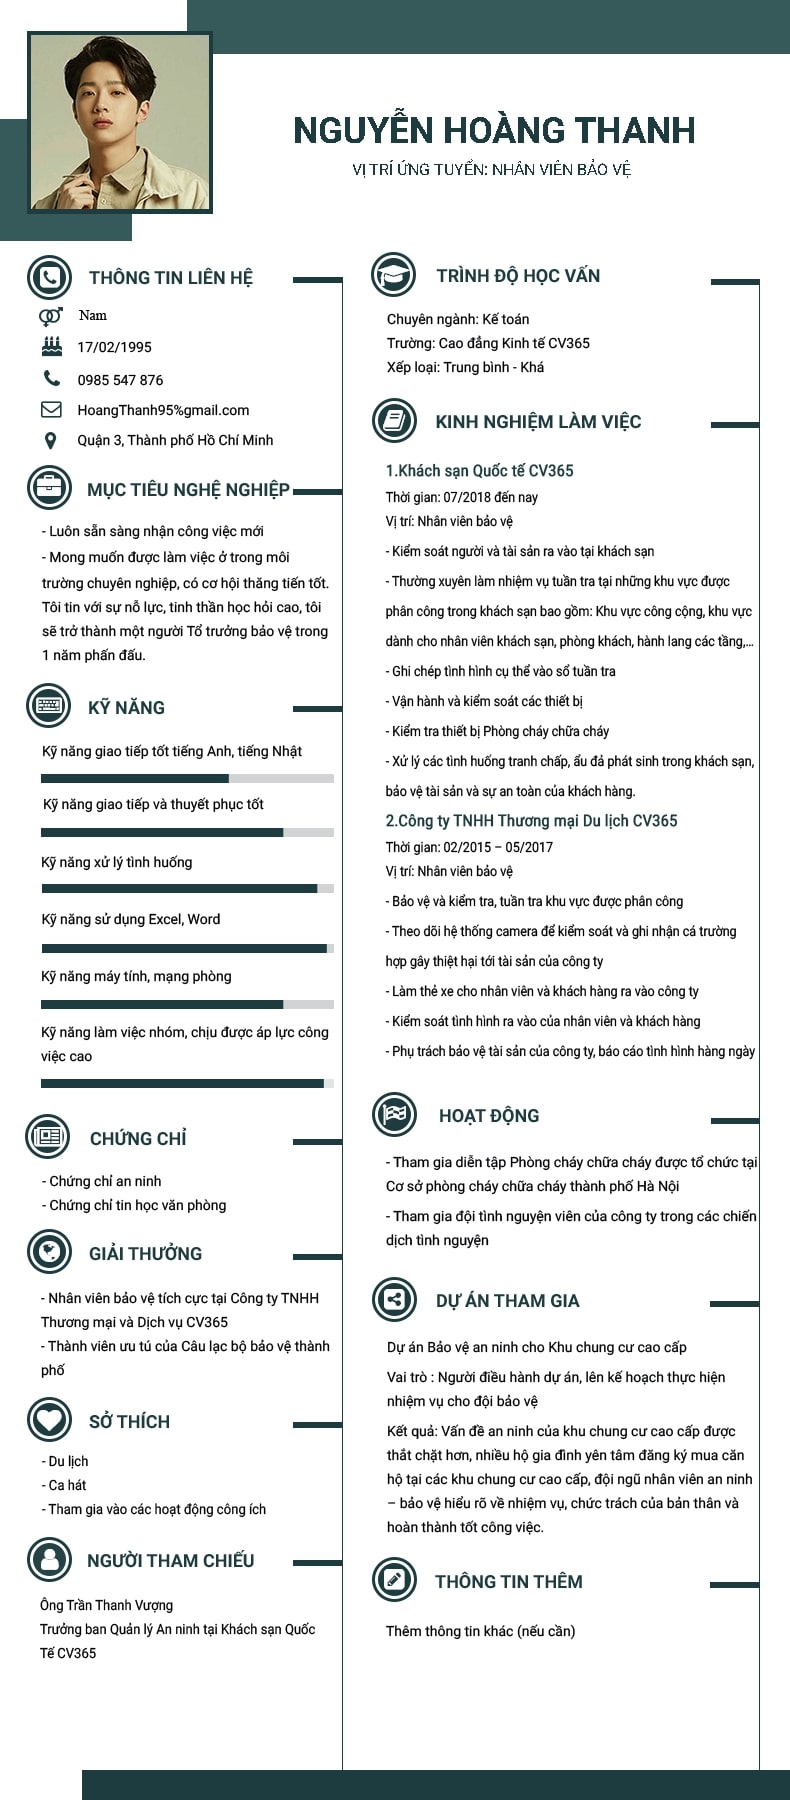 NGUYỄN HOÀNG THANH
VỊ TRÍ ỨNG TUYỂN: NHÂN VIÊN BẢO VỆ
THÔNG TIN LIÊN HỆ
Nam
17/02/1995
0985 547 876
HoangThanh95%gmail.com
Quận 3, Thành phố Hồ Chí Minh
MỤC TIÊU NGHỆ NGHIỆP
- Luôn sẵn sàng nhận công việc mới
- Mong muốn được làm việc ở trong môi
trường chuyên nghiệp, có cơ hội thăng tiến tốt.
Tôi tin với sự nỗ lực, tinh thần học hỏi cao, tôi
sẽ trở thành một người Tổ trưởng bảo vệ trong
1 năm phấn đấu.
KỸ NĂNG
Kỹ năng giao tiếp tốt tiếng Anh, tiếng Nhật
Kỹ năng giao tiếp và thuyết phục tốt
Kỹ năng xử lý tình huống
Kỹ năng sử dụng Excel, Word
Kỹ năng máy tính, mạng phòng
Kỹ năng làm việc nhóm, chịu được áp lực công
việc cao
CHỨNG CHỈ
- Chứng chỉ an ninh
- Chứng chỉ tin học văn phòng
GIẢI THƯỞNG
- Nhân viên bảo vệ tích cực tại Công ty TNHH
Thương mại và Dịch vụ CV365
- Thành viên ưu tú của Câu lạc bộ bảo vệ thành
phố
SỞ THÍCH
- Du lịch
- Ca hát
- Tham gia vào các hoạt động công ích
NGƯỜI THAM CHIẾU
Ông Trần Thanh Vượng
Trưởng ban Quản lý An ninh tại Khách sạn Quốc
Tế CV365
TRÌNH ĐỘ HỌC VẤN
Chuyên ngành: Kế toán
Trường: Cao đẳng Kinh tế CV365
Xếp loại: Trung bình - Khá
KINH NGHIỆM LÀM VIỆC
1.Khách sạn Quốc tế CV365
Thời gian: 07/2018 đến nay
Vị trí: Nhân viên bảo vệ
- Kiểm soát người và tài sản ra vào tại khách sạn
- Thường xuyên làm nhiệm vụ tuần tra tại những khu vực được
phân công trong khách sạn bao gồm: Khu vực công cộng, khu vực
dành cho nhân viên khách sạn, phòng khách, hành lang các tầng,...
- Ghi chép tình hình cụ thể vào sổ tuần tra
- Vận hành và kiểm soát các thiết bị
- Kiểm tra thiết bị Phòng cháy chữa cháy
- Xử lý các tình huống tranh chấp, ẩu đả phát sinh trong khách sạn,
bảo vệ tài sản và sự an toàn của khách hàng.
2.Công ty TNHH Thương mại Du lịch CV365
Thời gian: 02/2015 – 05/2017
Vị trí: Nhân viên bảo vệ
- Bảo vệ và kiểm tra, tuần tra khu vực được phân công
- Theo dõi hệ thống camera để kiểm soát và ghi nhận cá trường
hợp gây thiệt hại tới tài sản của công ty
- Làm thẻ xe cho nhân viên và khách hàng ra vào công ty
- Kiểm soát tình hình ra vào của nhân viên và khách hàng
- Phụ trách bảo vệ tài sản của công ty, báo cáo tình hình hàng ngày
HOẠT ĐỘNG
- Tham gia diễn tập Phòng cháy chữa cháy được tổ chức tại
Cơ sở phòng cháy chữa cháy thành phố Hà Nội
- Tham gia đội tình nguyện viên của công ty trong các chiến
dịch tình nguyện
DỰ ÁN THAM GIA
Dự án Bảo vệ an ninh cho Khu chung cư cao cấp
Vai trò : Người điều hành dự án, lên kế hoạch thực hiện
nhiệm vụ cho đội bảo vệ
Kết quả: Vấn đề an ninh của khu chung cư cao cấp được
thắt chặt hơn, nhiều hộ gia đình yên tâm đăng ký mua căn
hộ tại các khu chung cư cao cấp, đội ngũ nhân viên an ninh
– bảo vệ hiểu rõ về nhiệm vụ, chức trách của bản thân và
hoàn thành tốt công việc.
THÔNG TIN THÊM
Thêm thông tin khác (nếu cần)